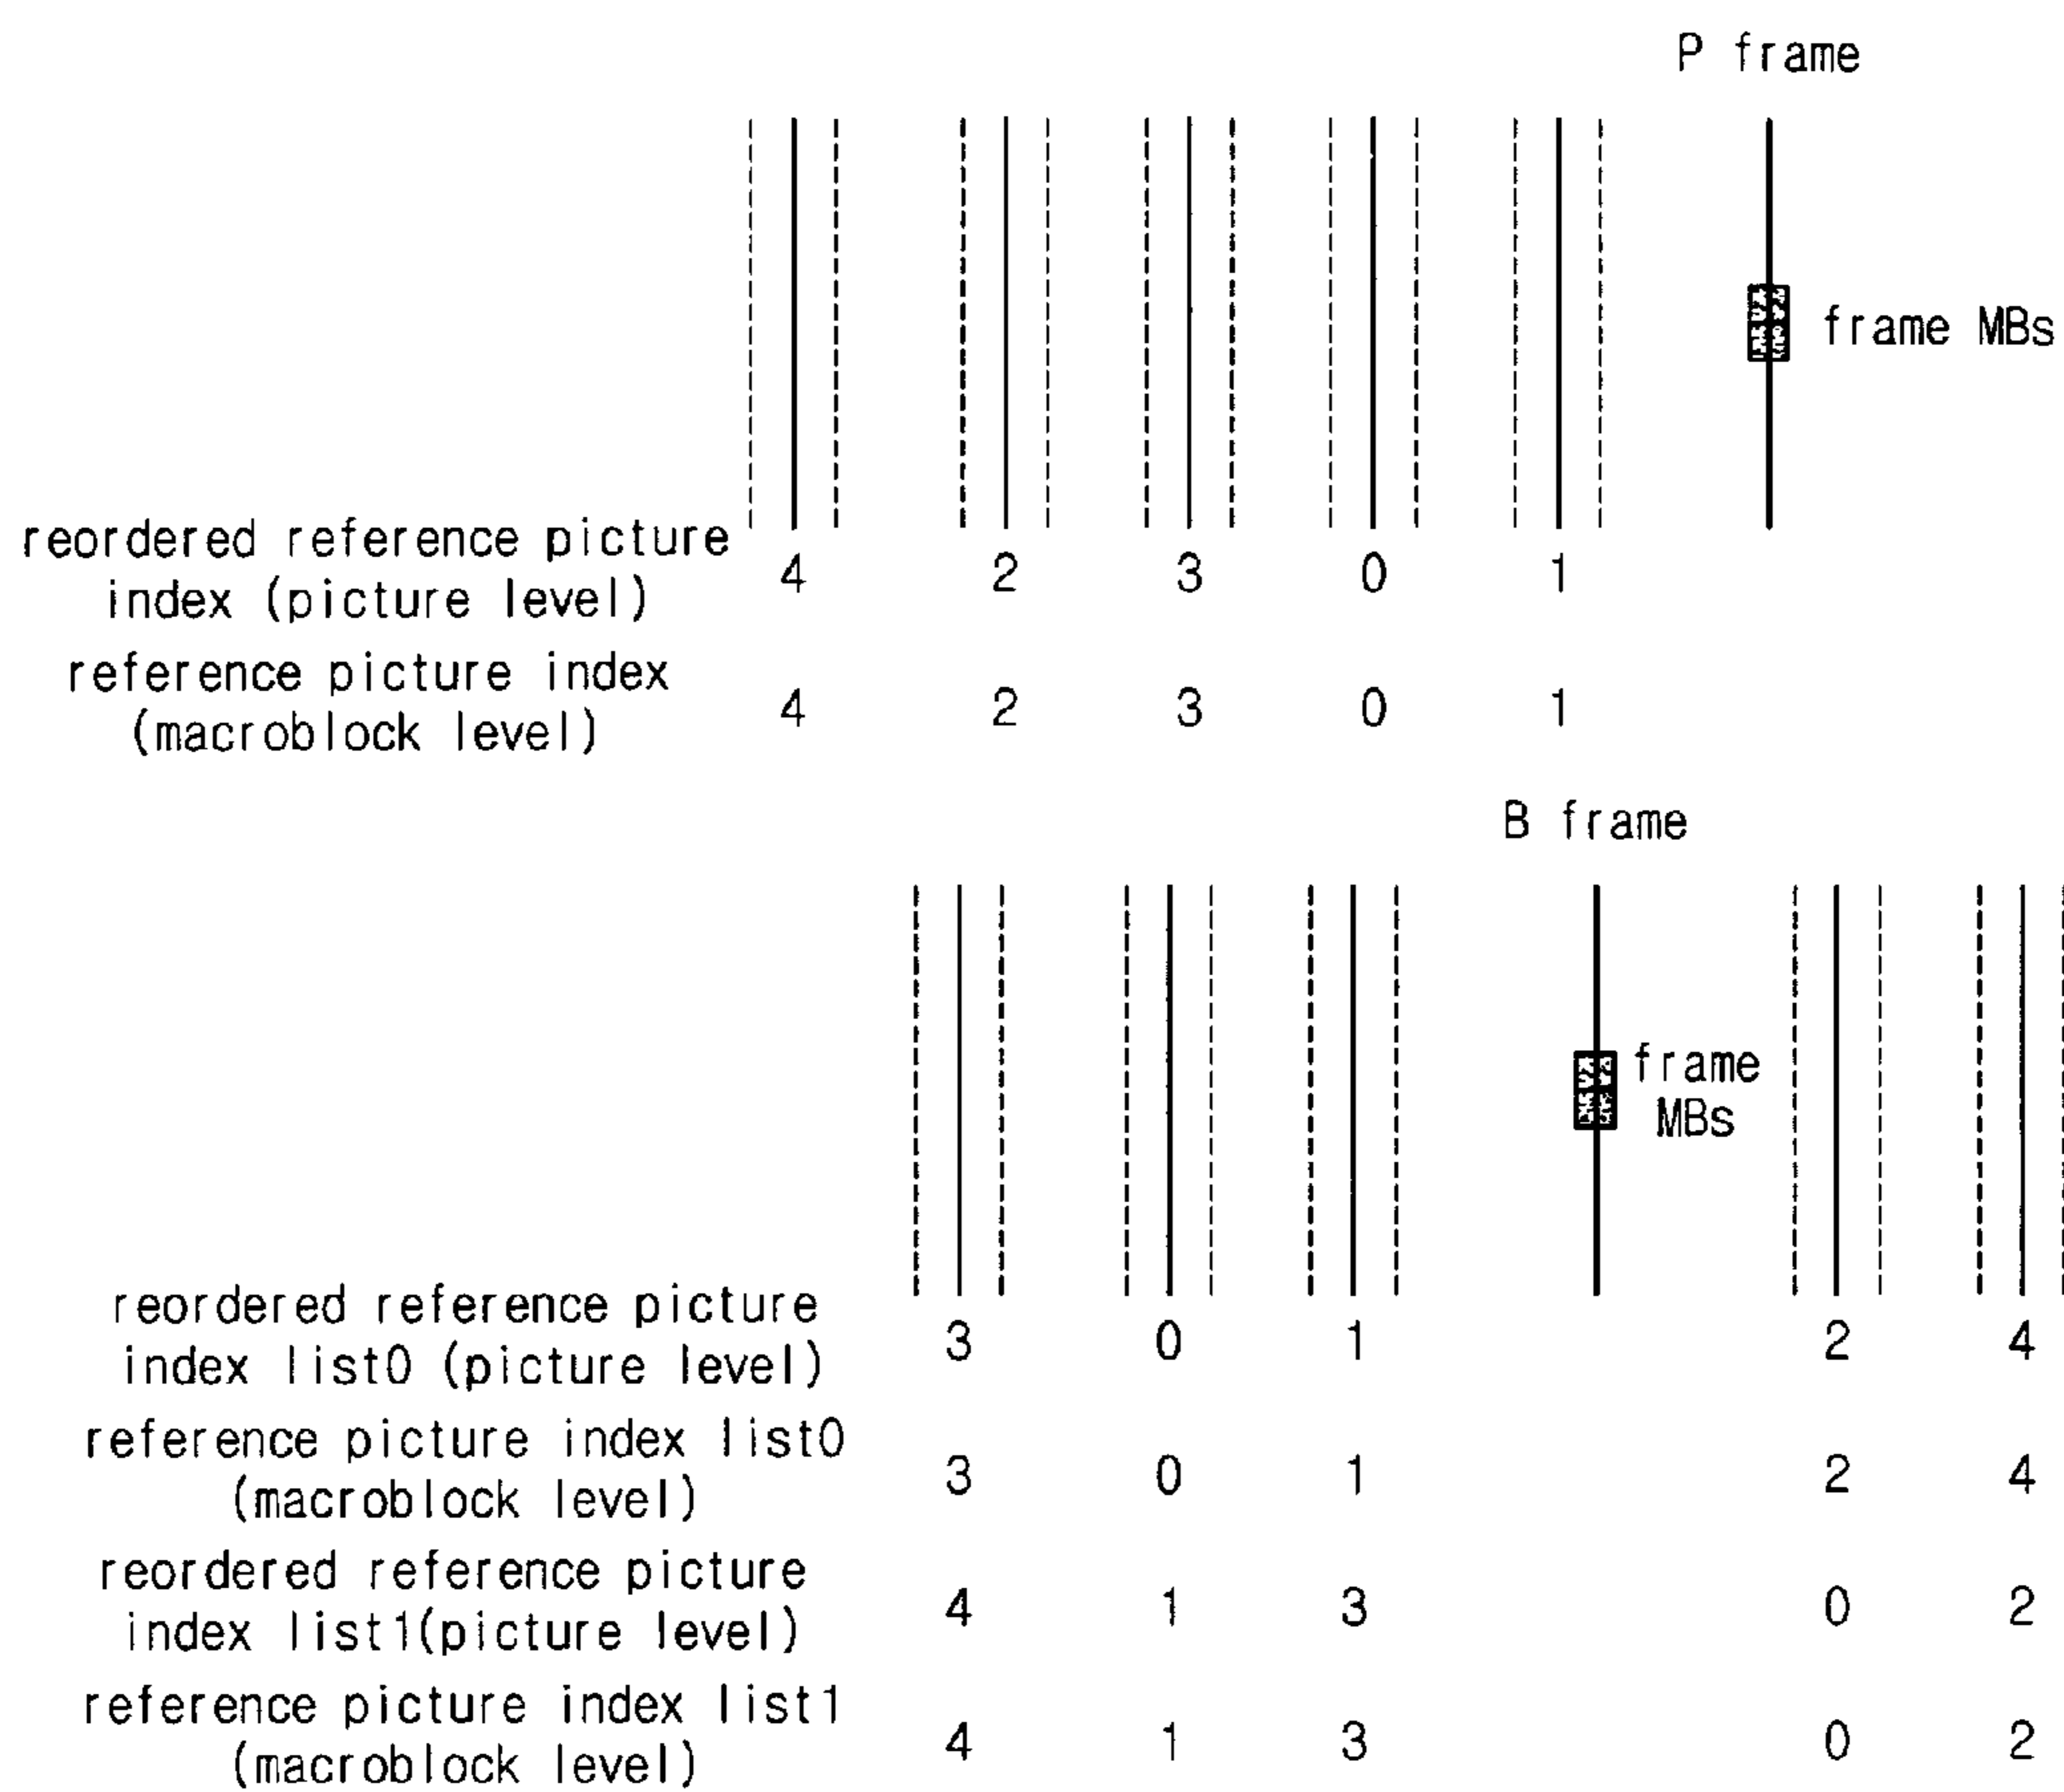 P frame
frame MBs
reordered reference picture
index (picture level)
4 2 3 0 1
reference picture index
(macroblock level)
4 2 3 0 1
B frame
frame
MBs
reordered reference picture
index list0 (picture level)
3 0 1 2 4
reference picture index list0
(macroblock level)
3 0 1 2 4
reordered reference picture
index list1(picture level)
4 1 3 0 2
reference picture index list1
(macroblock level)
4 1 3 0 2